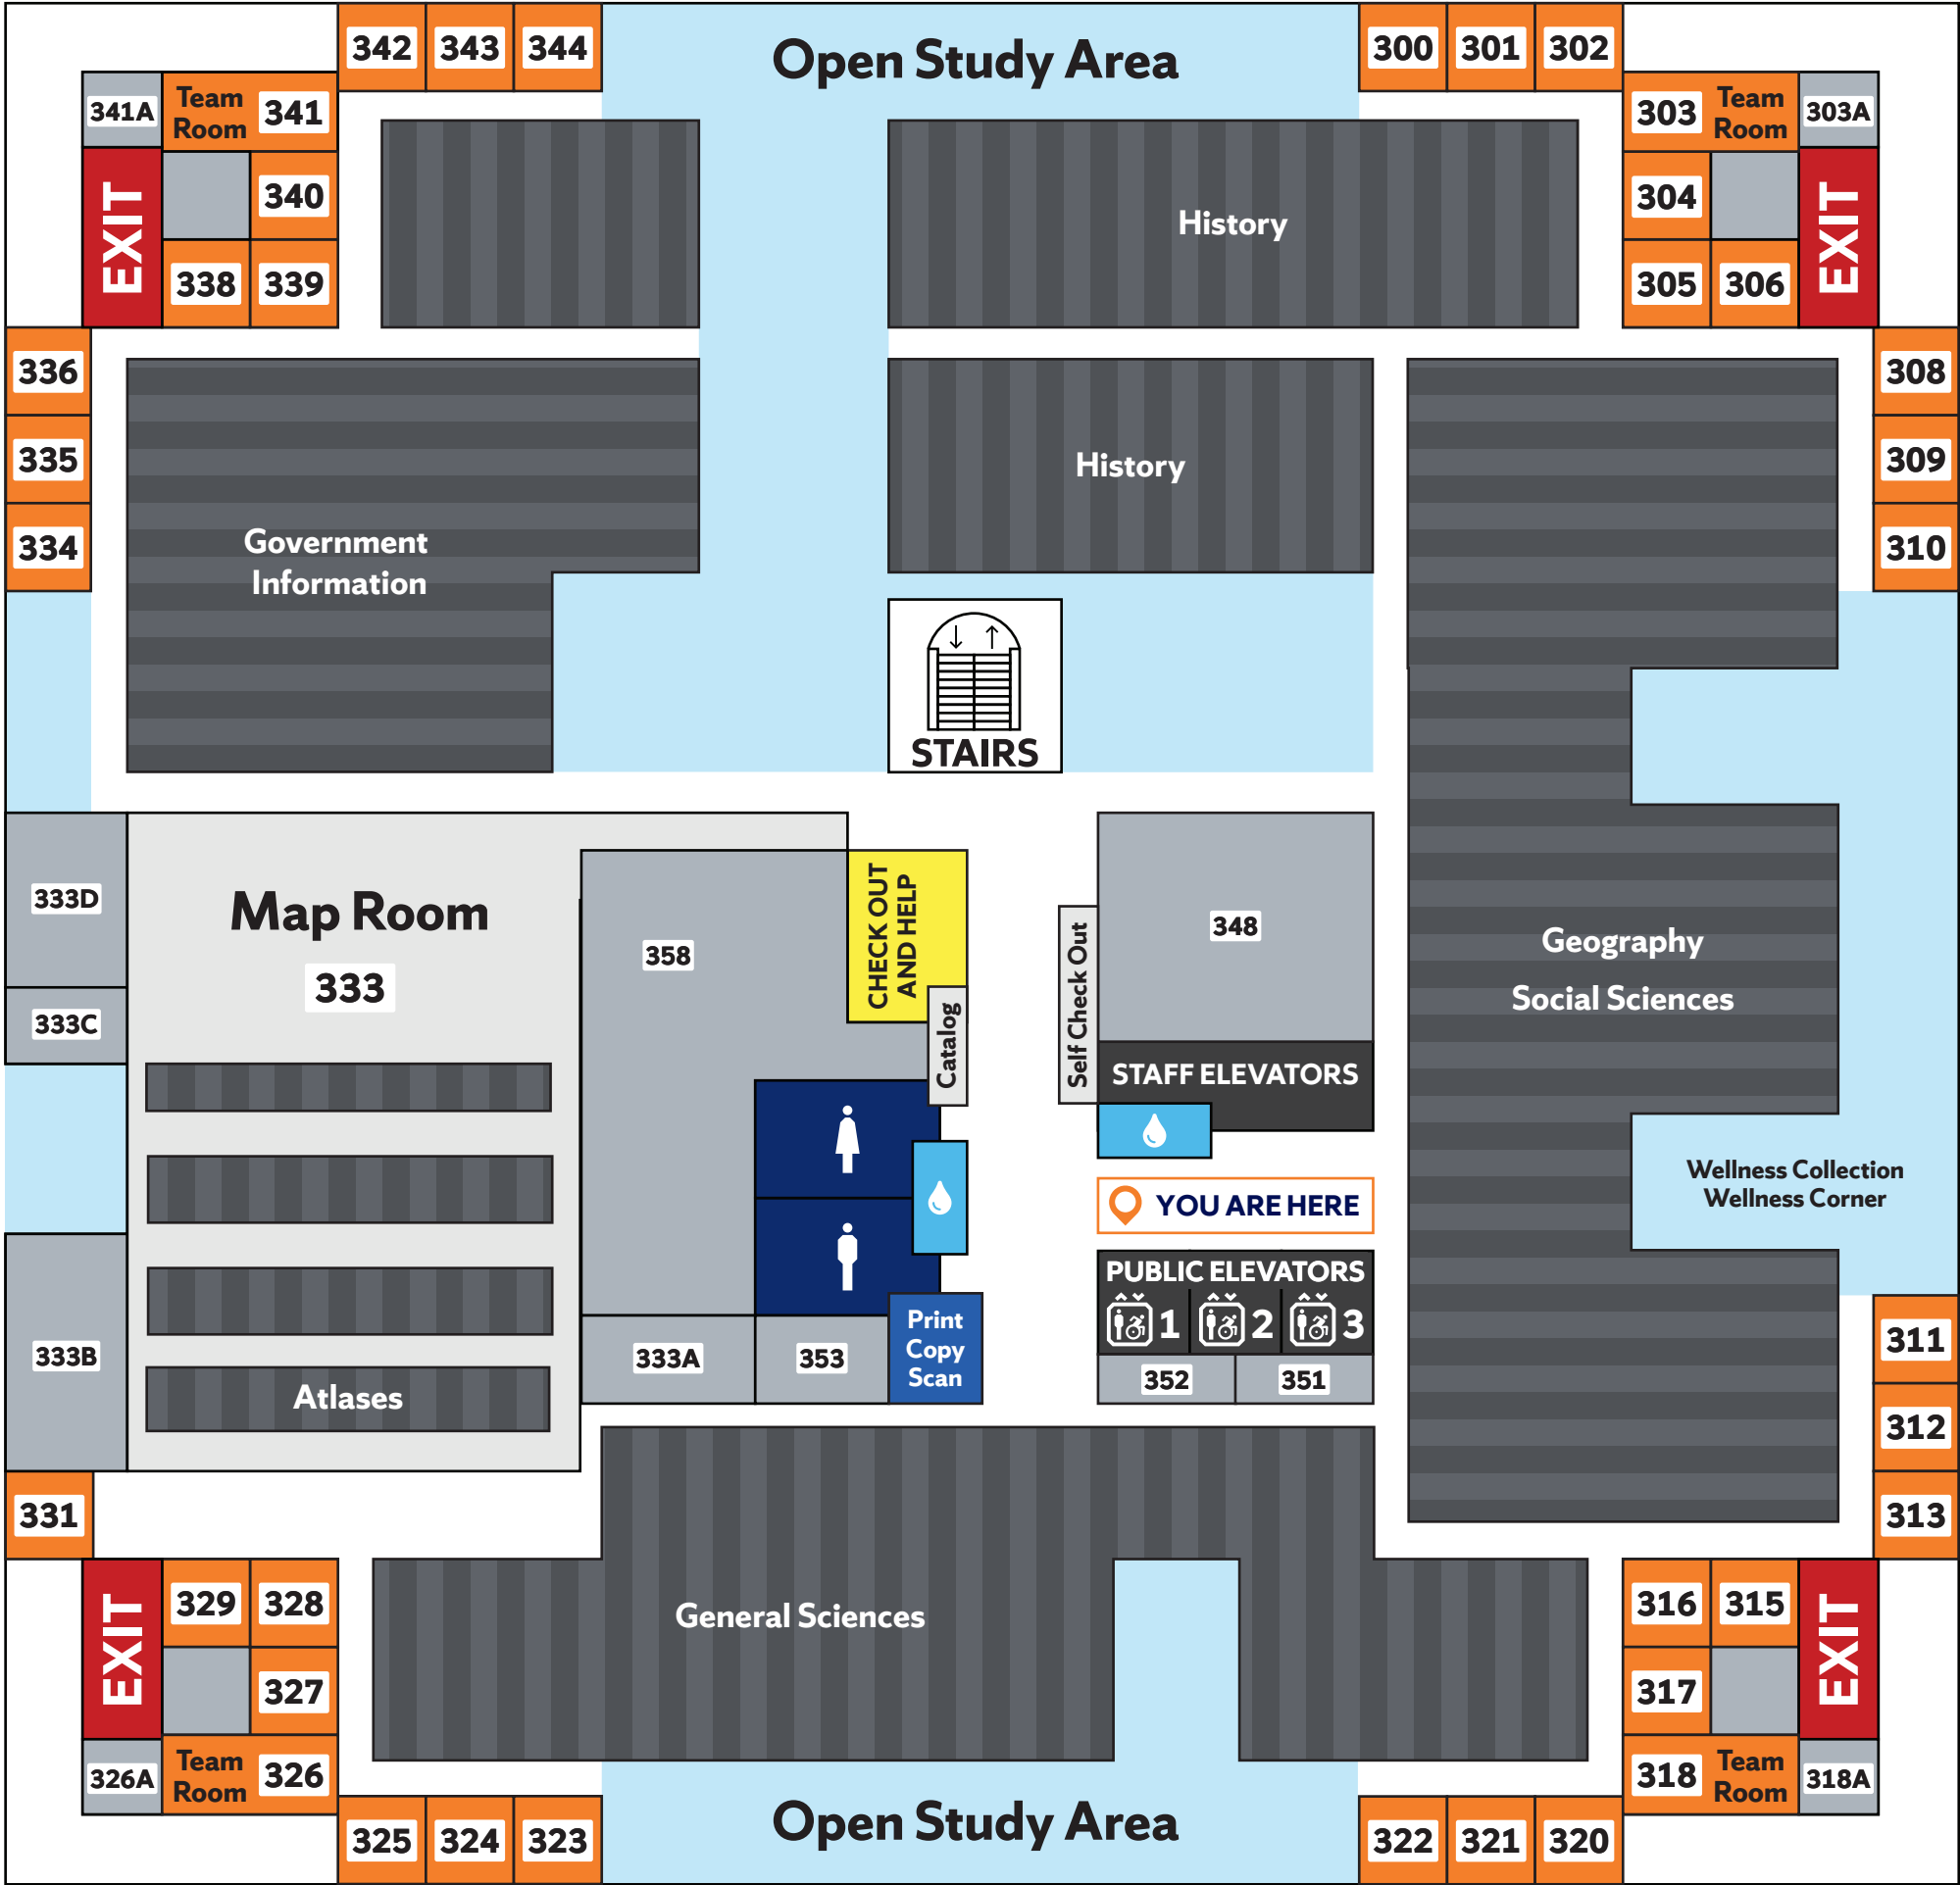 342 343 344
Open Study Area
300 301 302
341A
Team
Room
341
340
338 339
EXIT
303
Team
Room
303A
304
305 306
EXIT
History
336
335
334
Government
Information
History
308
309
310
STAIRS
333D
333C
333B
Map Room
333
Atlases
358
CHECK OUT
AND HELP
Catalog
Self Check Out
348
STAFF ELEVATORS
Geography
Social Sciences
Wellness Collection
Wellness Corner
YOU ARE HERE
PUBLIC ELEVATORS
1 2 3
333A
353
Print
Copy
Scan
352
351
311
312
313
331
EXIT
329 328
327
326A
Team
Room
326
General Sciences
316 315
317
EXIT
318
Team
Room
318A
325 324 323
Open Study Area
322 321 320